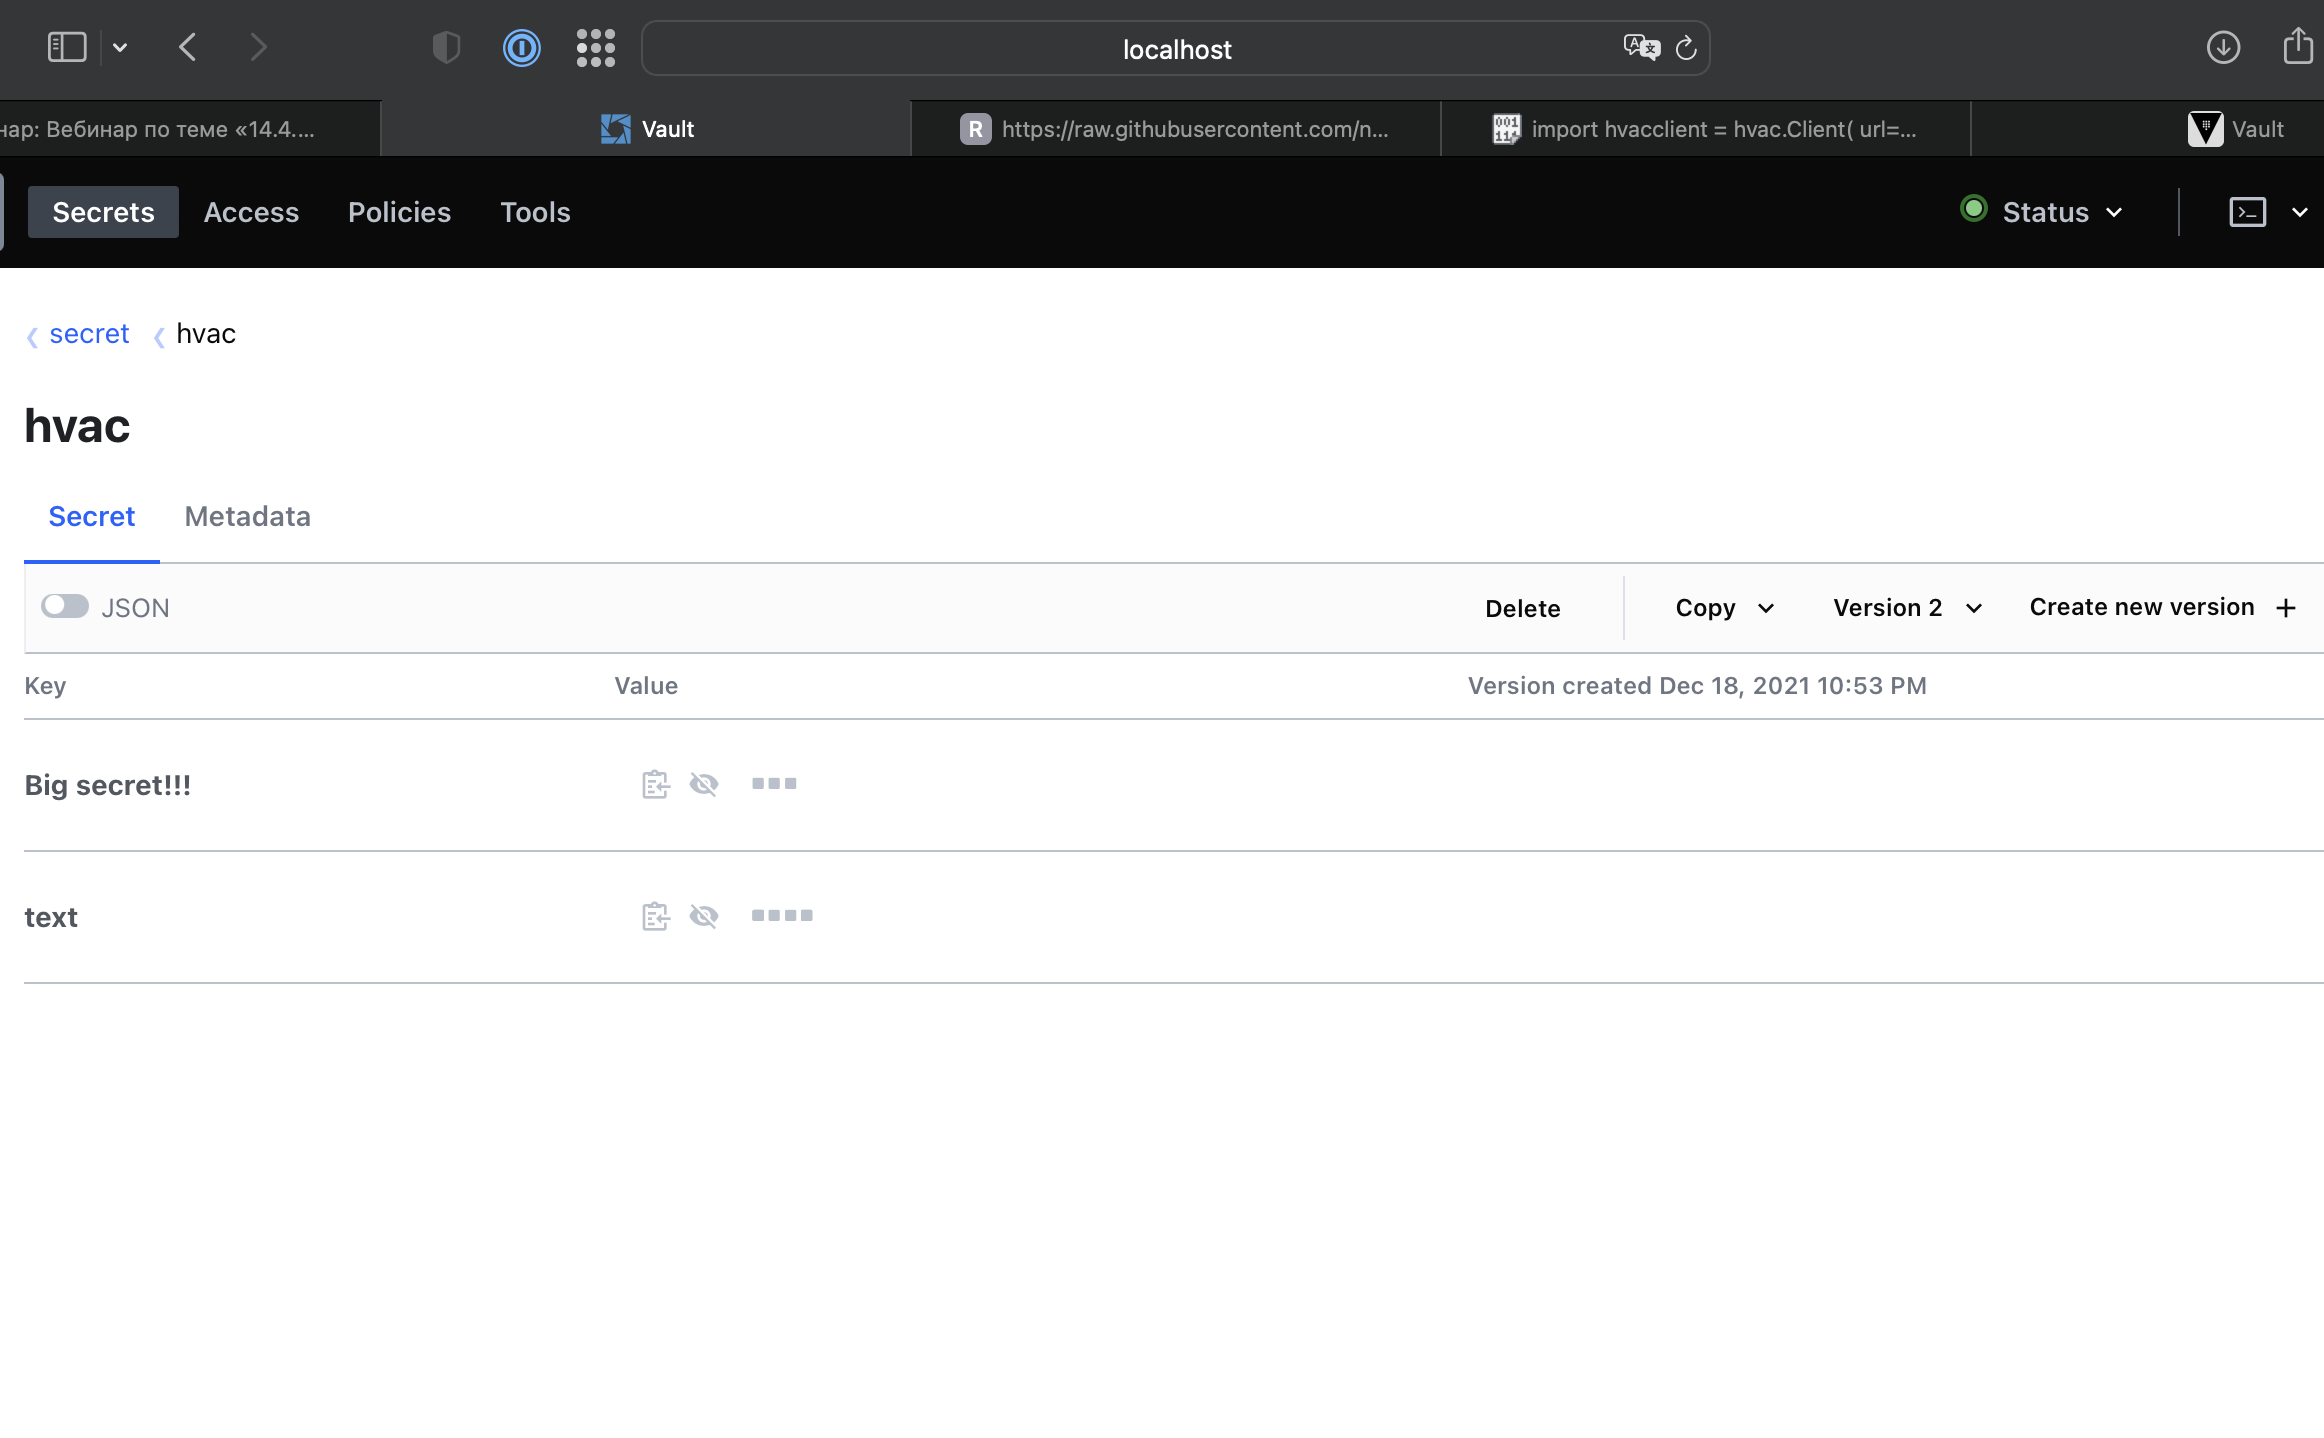 localhost
нар: Вебинар по теме «14.4....
Vault
R https://raw.githubusercontent.com/n...
import hvacclient = hvac.Client( url=...
Vault
Secrets Access Policies Tools
Status
secret hvac
hvac
Secret Metadata
JSON
Delete Copy Version 2 Create new version +
Key Value Version created Dec 18, 2021 10:53 PM
Big secret!!!
text